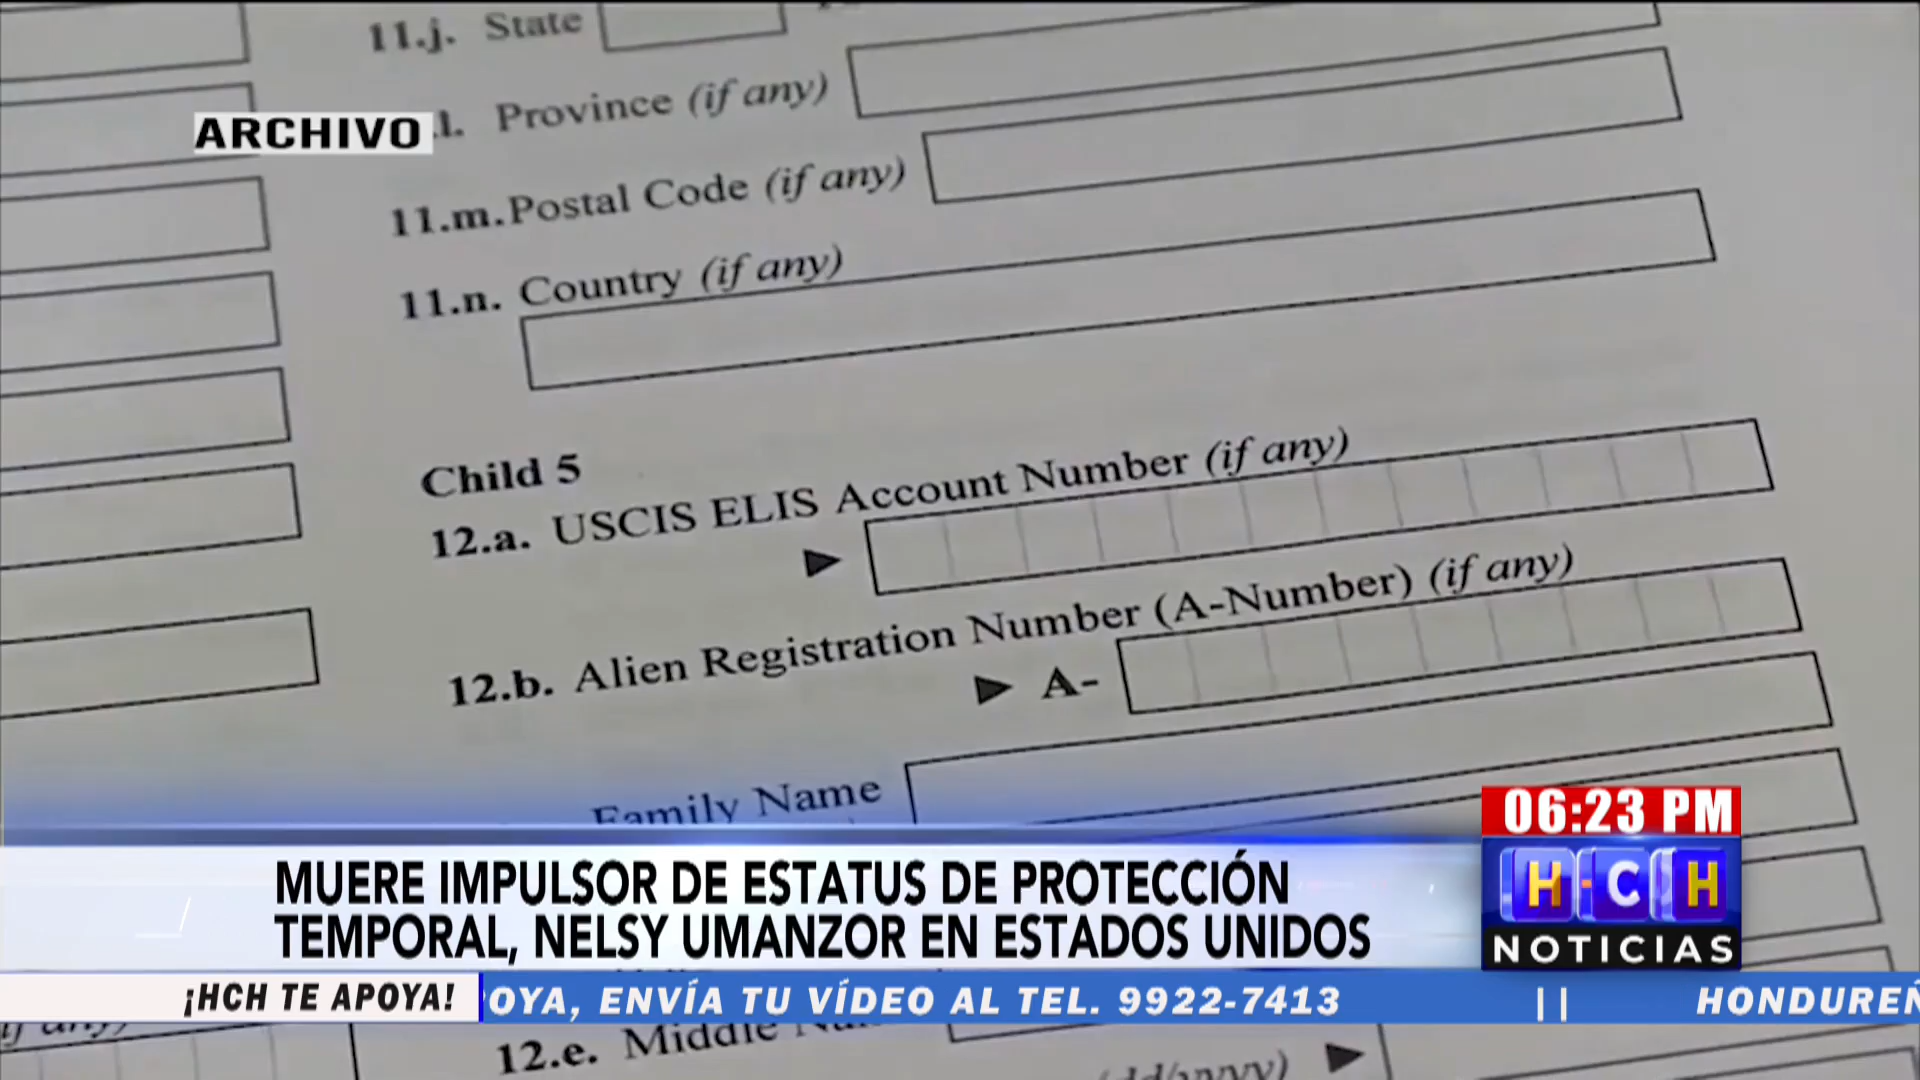 11.j. State
ARCHIVO
.l. Province (if any)
11.m. Postal Code (if any)
11.n. Country (if any)
Child 5
12.a. USCIS ELIS Account Number (if any)
12.b. Alien Registration Number (A-Number) (if any)
A-
Family Name
06:23 PM
MUERE IMPULSOR DE ESTATUS DE PROTECCIÓN
TEMPORAL, NELSY UMANZOR EN ESTADOS UNIDOS
HCH
NOTICIAS
¡HCH TE APOYA!
OYA, ENVÍA TU VÍDEO AL TEL. 9922-7413 || HONDUREÑ
if any)
12.e. Middle